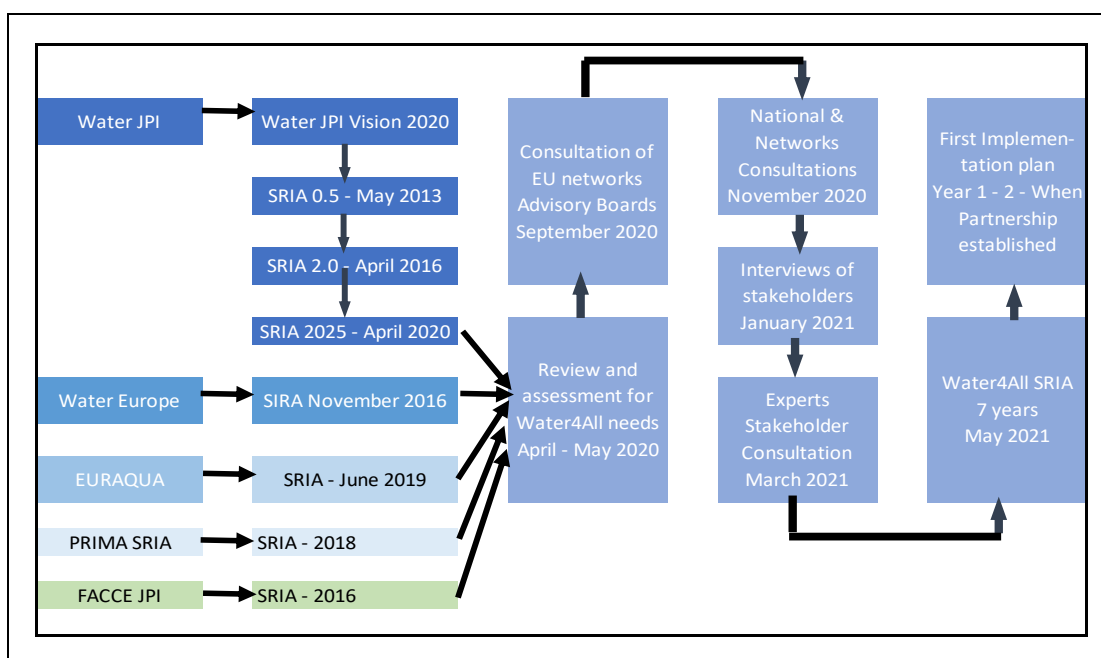 Water JPI
Water JPI Vision 2020
SRIA 0.5 - May 2013
SRIA 2.0 - April 2016
SRIA 2025 - April 2020
Water Europe
SIRA November 2016
EURAQUA
SRIA - June 2019
PRIMA SRIA
SRIA - 2018
FACCE JPI
SRIA - 2016
Review and
assessment for
Water4All needs
April - May 2020
Consultation of
EU networks
Advisory Boards
September 2020
National &
Networks
Consultations
November 2020
Interviews of
stakeholders
January 2021
Experts
Stakeholder
Consultation
March 2021
Water4All SRIA
7 years
May 2021
First Implemen-
tation plan
Year 1 - 2 - When
Partnership
established